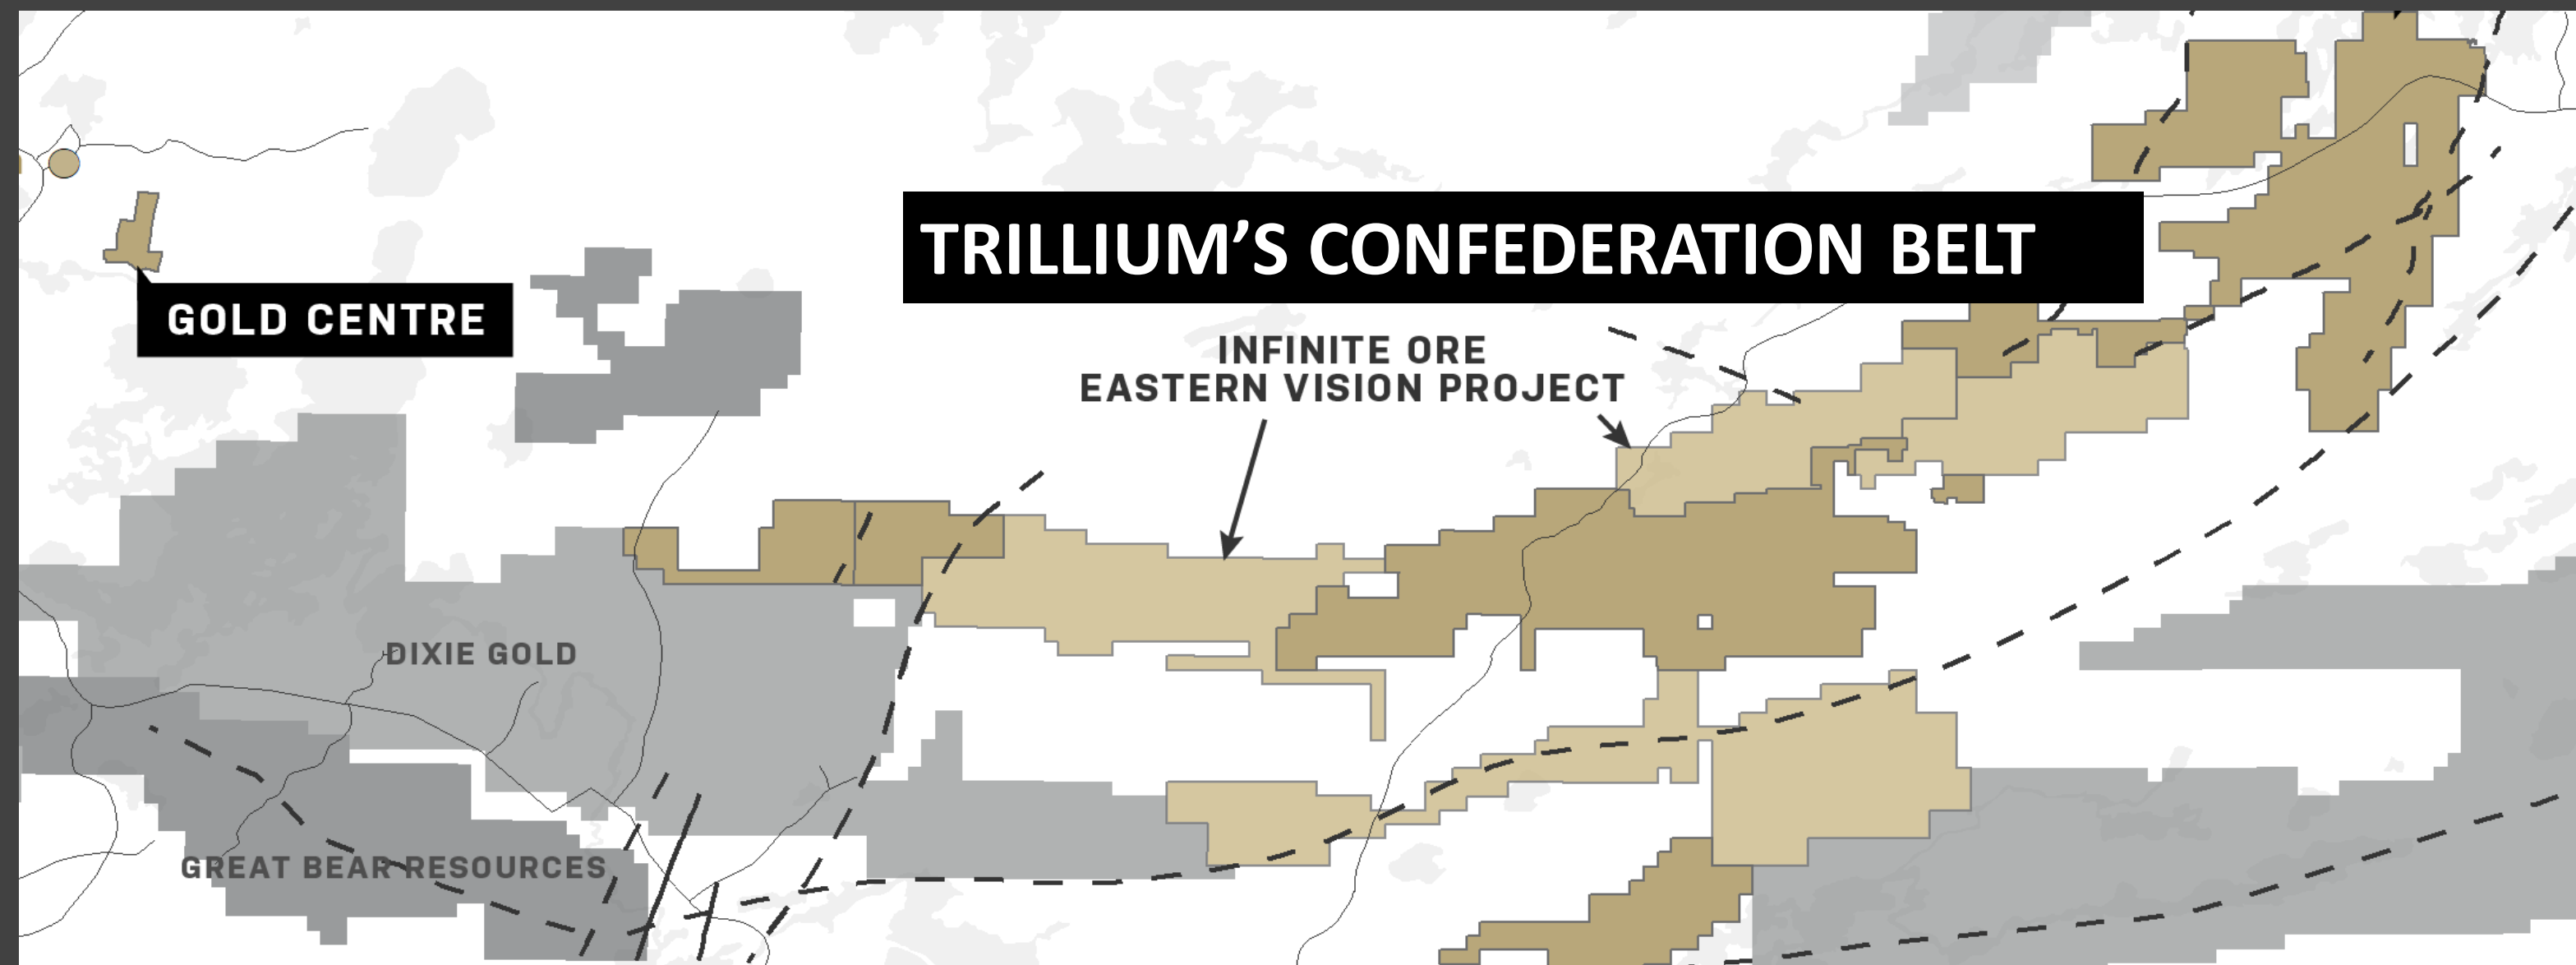 TRILLIUM’S CONFEDERATION BELT
GOLD CENTRE
INFINITE ORE
EASTERN VISION PROJECT
DIXIE GOLD
GREAT BEAR RESOURCES